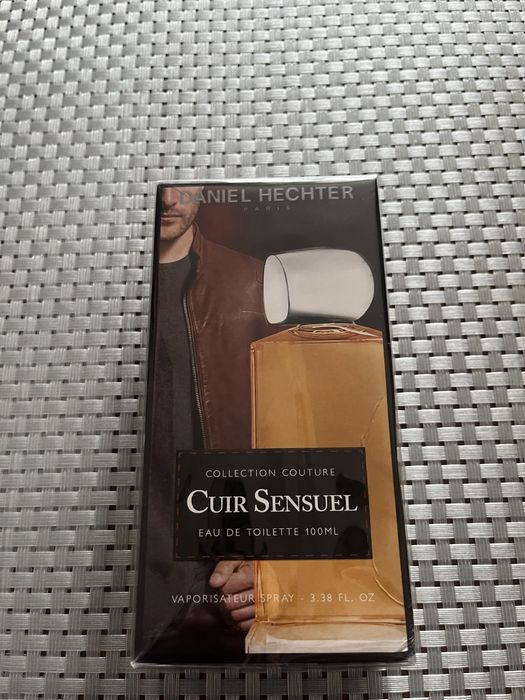 DANIEL HECHTER
PARIS
COLLECTION COUTURE
CUIR SENSUEL
EAU DE TOILETTE 100ML
VAPORISATEUR SPRAY - 3.38 FL. OZ